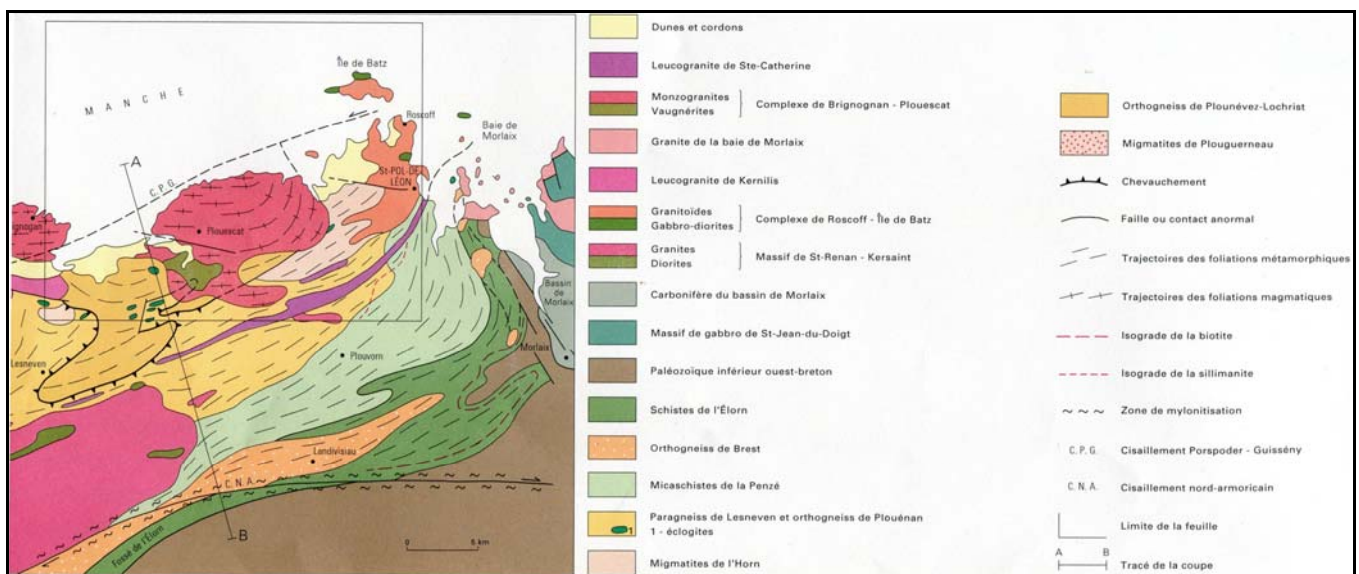 Île de Batz
MANCHE
Roscoff
Baie de
Morlaix
A
C.P.G.
ST-POL-DE
LÉON
ignogan
Plouescat
Bassin
de
Morlaix
Lesneven
Plouvorn
Morlaix
Landivisiau
C.N.A.
Fossé de l'Élorn
B
0 5 km
Dunes et cordons
Leucogranite de Ste-Catherine
Monzogranites
Vaugnérites
Complexe de Brignognan - Plouescat
Granite de la baie de Morlaix
Leucogranite de Kernilis
Granitoïdes
Gabbro-diorites
Complexe de Roscoff - Île de Batz
Granites
Diorites
Massif de St-Renan - Kersaint
Carbonifère du bassin de Morlaix
Massif de gabbro de St-Jean-du-Doigt
Paléozoïque inférieur ouest-breton
Schistes de l'Élorn
Orthogneiss de Brest
Micaschistes de la Penzé
Paragneiss de Lesneven et orthogneiss de Plouénan
1 1 - éclogites
Migmatites de l'Horn
Orthogneiss de Plounévez-Lochrist
Migmatites de Plouguerneau
Chevauchement
Faille ou contact anormal
Trajectoires des foliations métamorphiques
Trajectoires des foliations magmatiques
Isograde de la biotite
Isograde de la sillimanite
Zone de mylonitisation
C.P.G. Cisaillement Porspoder - Guissény
C.N.A. Cisaillement nord-armoricain
Limite de la feuille
A B
Tracé de la coupe